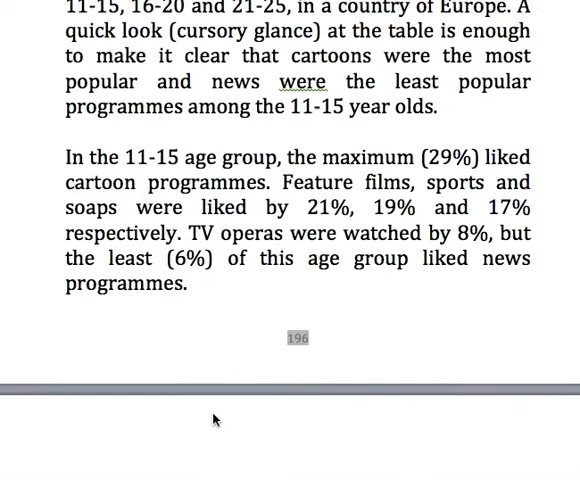 11-15, 16-20 and 21-25, in a country of Europe. A
quick look (cursory glance) at the table is enough
to make it clear that cartoons were the most
popular and news were the least popular
programmes among the 11-15 year olds.
In the 11-15 age group, the maximum (29%) liked
cartoon programmes. Feature films, sports and
soaps were liked by 21%, 19% and 17%
respectively. TV operas were watched by 8%, but
the least (6%) of this age group liked news
programmes.
196